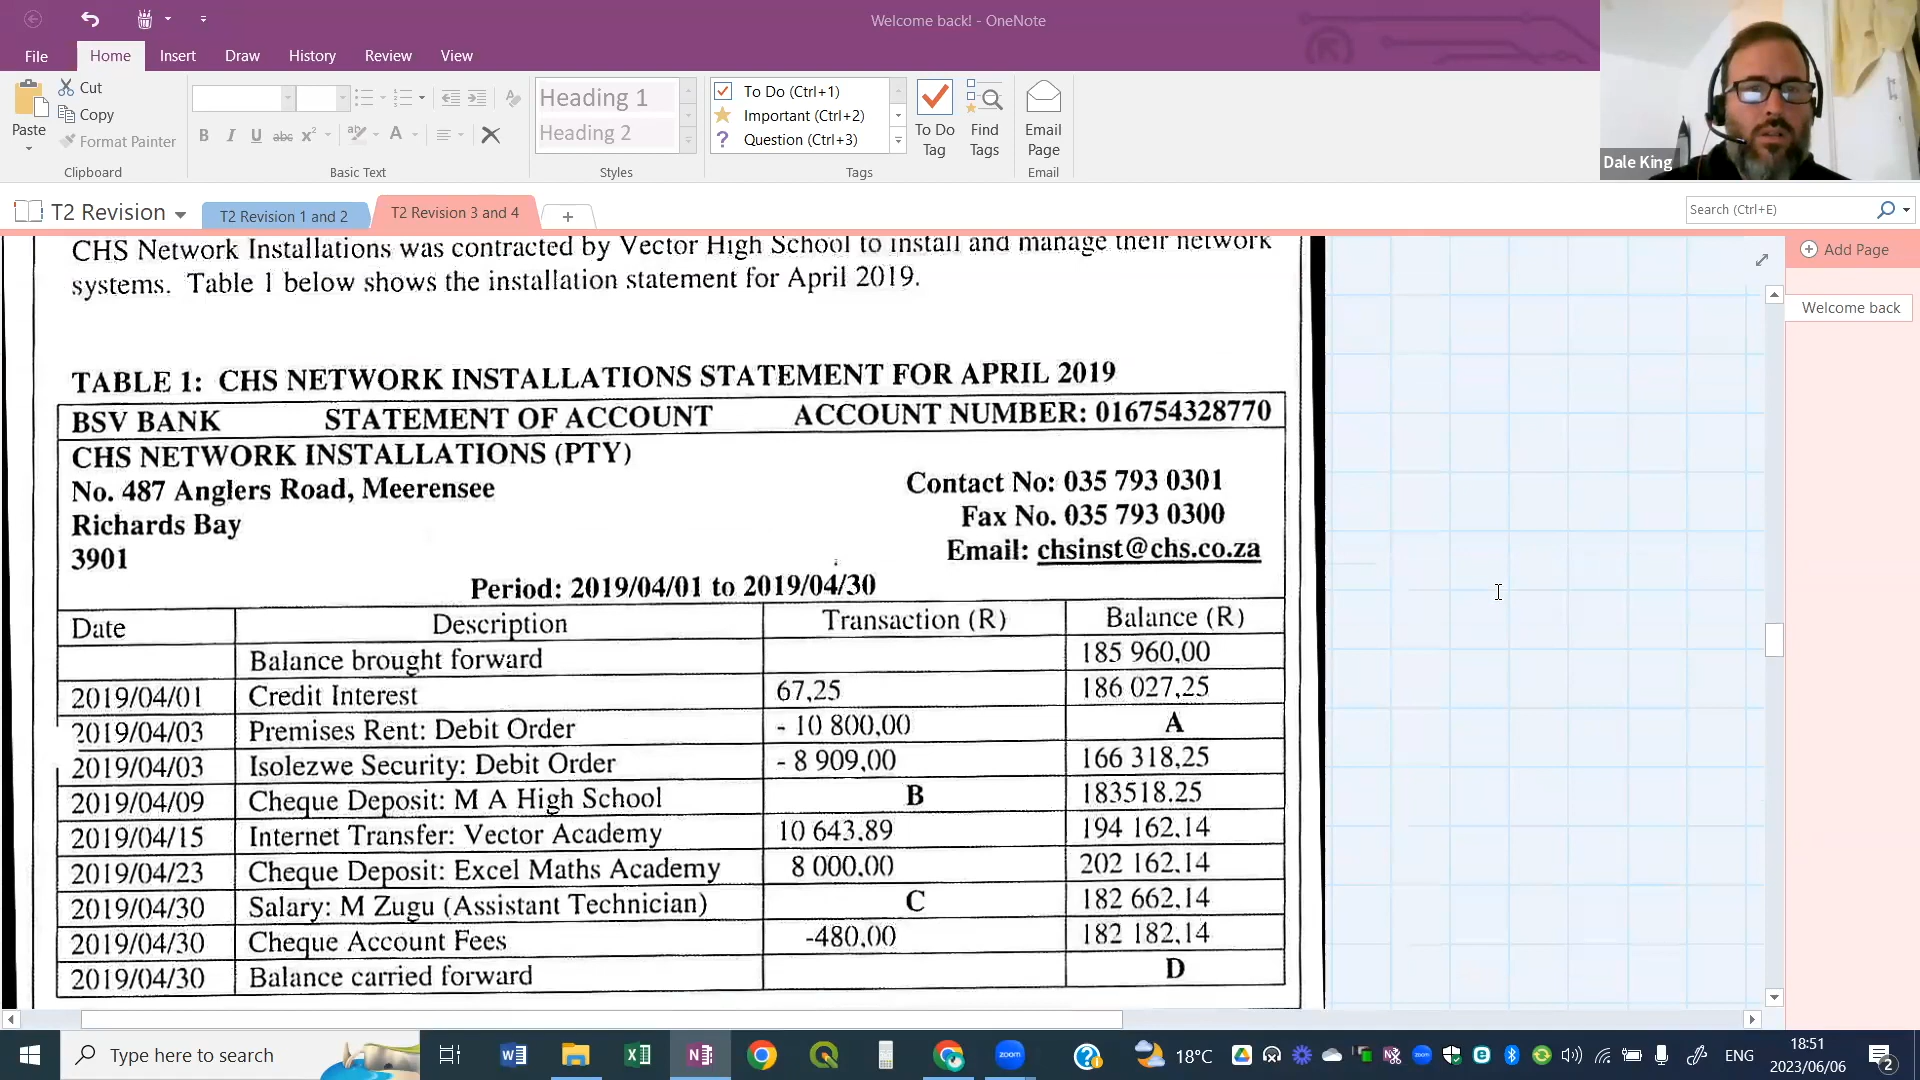 Welcome back! - OneNote
File Home Insert Draw History Review View
Paste
Cut
Copy
Format Painter
Clipboard
B I U abc x² A
Basic Text
Heading 1
Heading 2
Styles
To Do (Ctrl+1)
Important (Ctrl+2)
? Question (Ctrl+3)
To Do Tag
Find Tags
Tags
Email Page
Email
Dale King
T2 Revision
T2 Revision 1 and 2
T2 Revision 3 and 4
+
Search (Ctrl+E)
Add Page
Welcome back
CHS Network Installations was contracted by Vector High School to install and manage their network
systems. Table 1 below shows the installation statement for April 2019.
TABLE 1: CHS NETWORK INSTALLATIONS STATEMENT FOR APRIL 2019
BSV BANK STATEMENT OF ACCOUNT ACCOUNT NUMBER: 016754328770
CHS NETWORK INSTALLATIONS (PTY)
No. 487 Anglers Road, Meerensee
Richards Bay
3901
Contact No: 035 793 0301
Fax No. 035 793 0300
Email: chsinst@chs.co.za
Period: 2019/04/01 to 2019/04/30
Date Description Transaction (R) Balance (R)
Balance brought forward 185 960,00
2019/04/01 Credit Interest 67,25 186 027,25
2019/04/03 Premises Rent: Debit Order - 10 800,00 A
2019/04/03 Isolezwe Security: Debit Order - 8 909,00 166 318,25
2019/04/09 Cheque Deposit: M A High School B 183518.25
2019/04/15 Internet Transfer: Vector Academy 10 643.89 194 162,14
2019/04/23 Cheque Deposit: Excel Maths Academy 8 000,00 202 162,14
2019/04/30 Salary: M Zugu (Assistant Technician) C 182 662,14
2019/04/30 Cheque Account Fees -480,00 182 182,14
2019/04/30 Balance carried forward D
Type here to search
zoom
18°C
ENG
18:51
2023/06/06
2